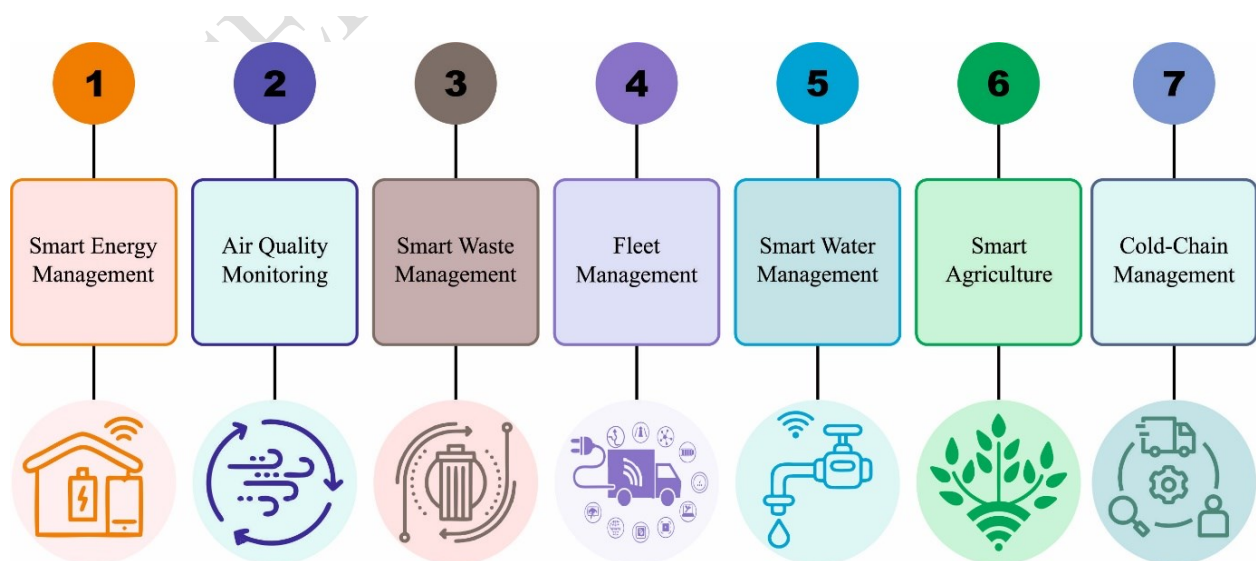 1
2
3
4
5
6
7
Smart Energy
Management
Air Quality
Monitoring
Smart Waste
Management
Fleet
Management
Smart Water
Management
Smart
Agriculture
Cold-Chain
Management